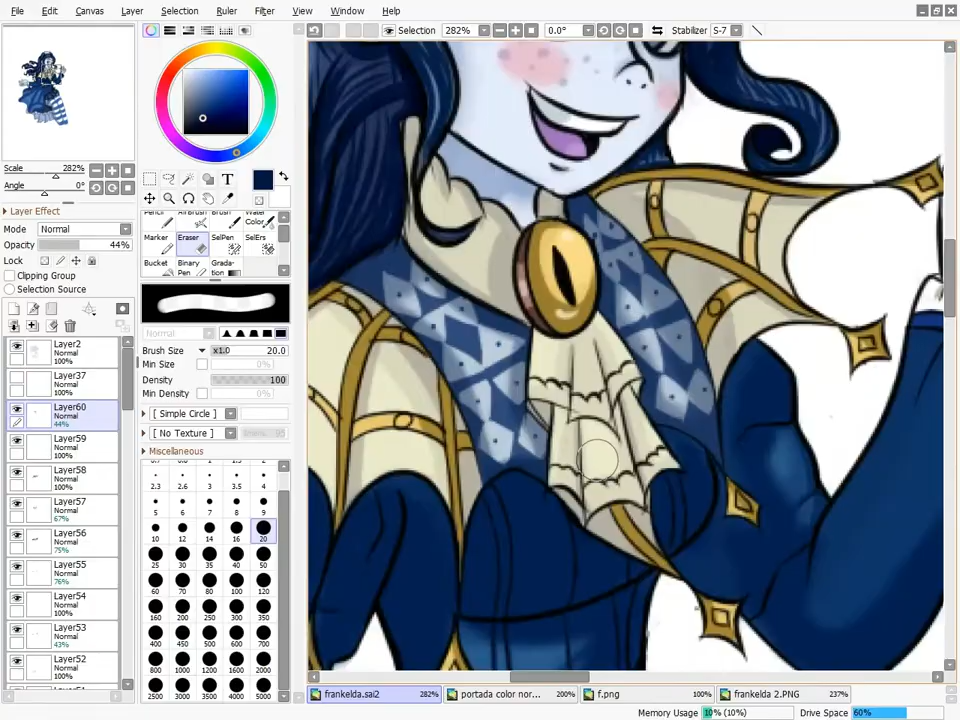 File Edit Canvas Layer Selection Ruler Filter View Window Help
Selection 282% 0.0° Stabilizer S-7
Scale 282%
Angle 0°
Layer Effect
Mode Normal
Opacity 44%
Lock
Clipping Group
Selection Source
Layer2
Normal
100%
Layer37
Normal
100%
Layer60
Normal
44%
Layer59
Normal
100%
Layer58
Normal
100%
Layer57
Normal
67%
Layer56
Normal
75%
Layer55
Normal
76%
Layer54
Normal
100%
Layer53
Normal
43%
Layer52
Normal
100%
T
Pencil AirBrush Brush Water Color
Marker Eraser SelPen SelErs
Bucket Binary Pen Gradation
Normal
Brush Size x1.0 20.0
Min Size 0%
Density 100
Min Density 0%
[ Simple Circle ]
[ No Texture ] 95%
Miscellaneous
2.3 2.6 3 3.5 4
5 6 7 8 9
10 12 14 16 20
25 30 35 40 50
60 70 80 100 120
160 200 250 300 350
400 450 500 600 700
800 1000 1200 1400 1600
2500 3000 3500 4000 5000
frankelda.sai2 282% portada color nor... 200% f.png 100% frankelda 2.PNG 237%
Memory Usage 10% (10%) Drive Space 60%